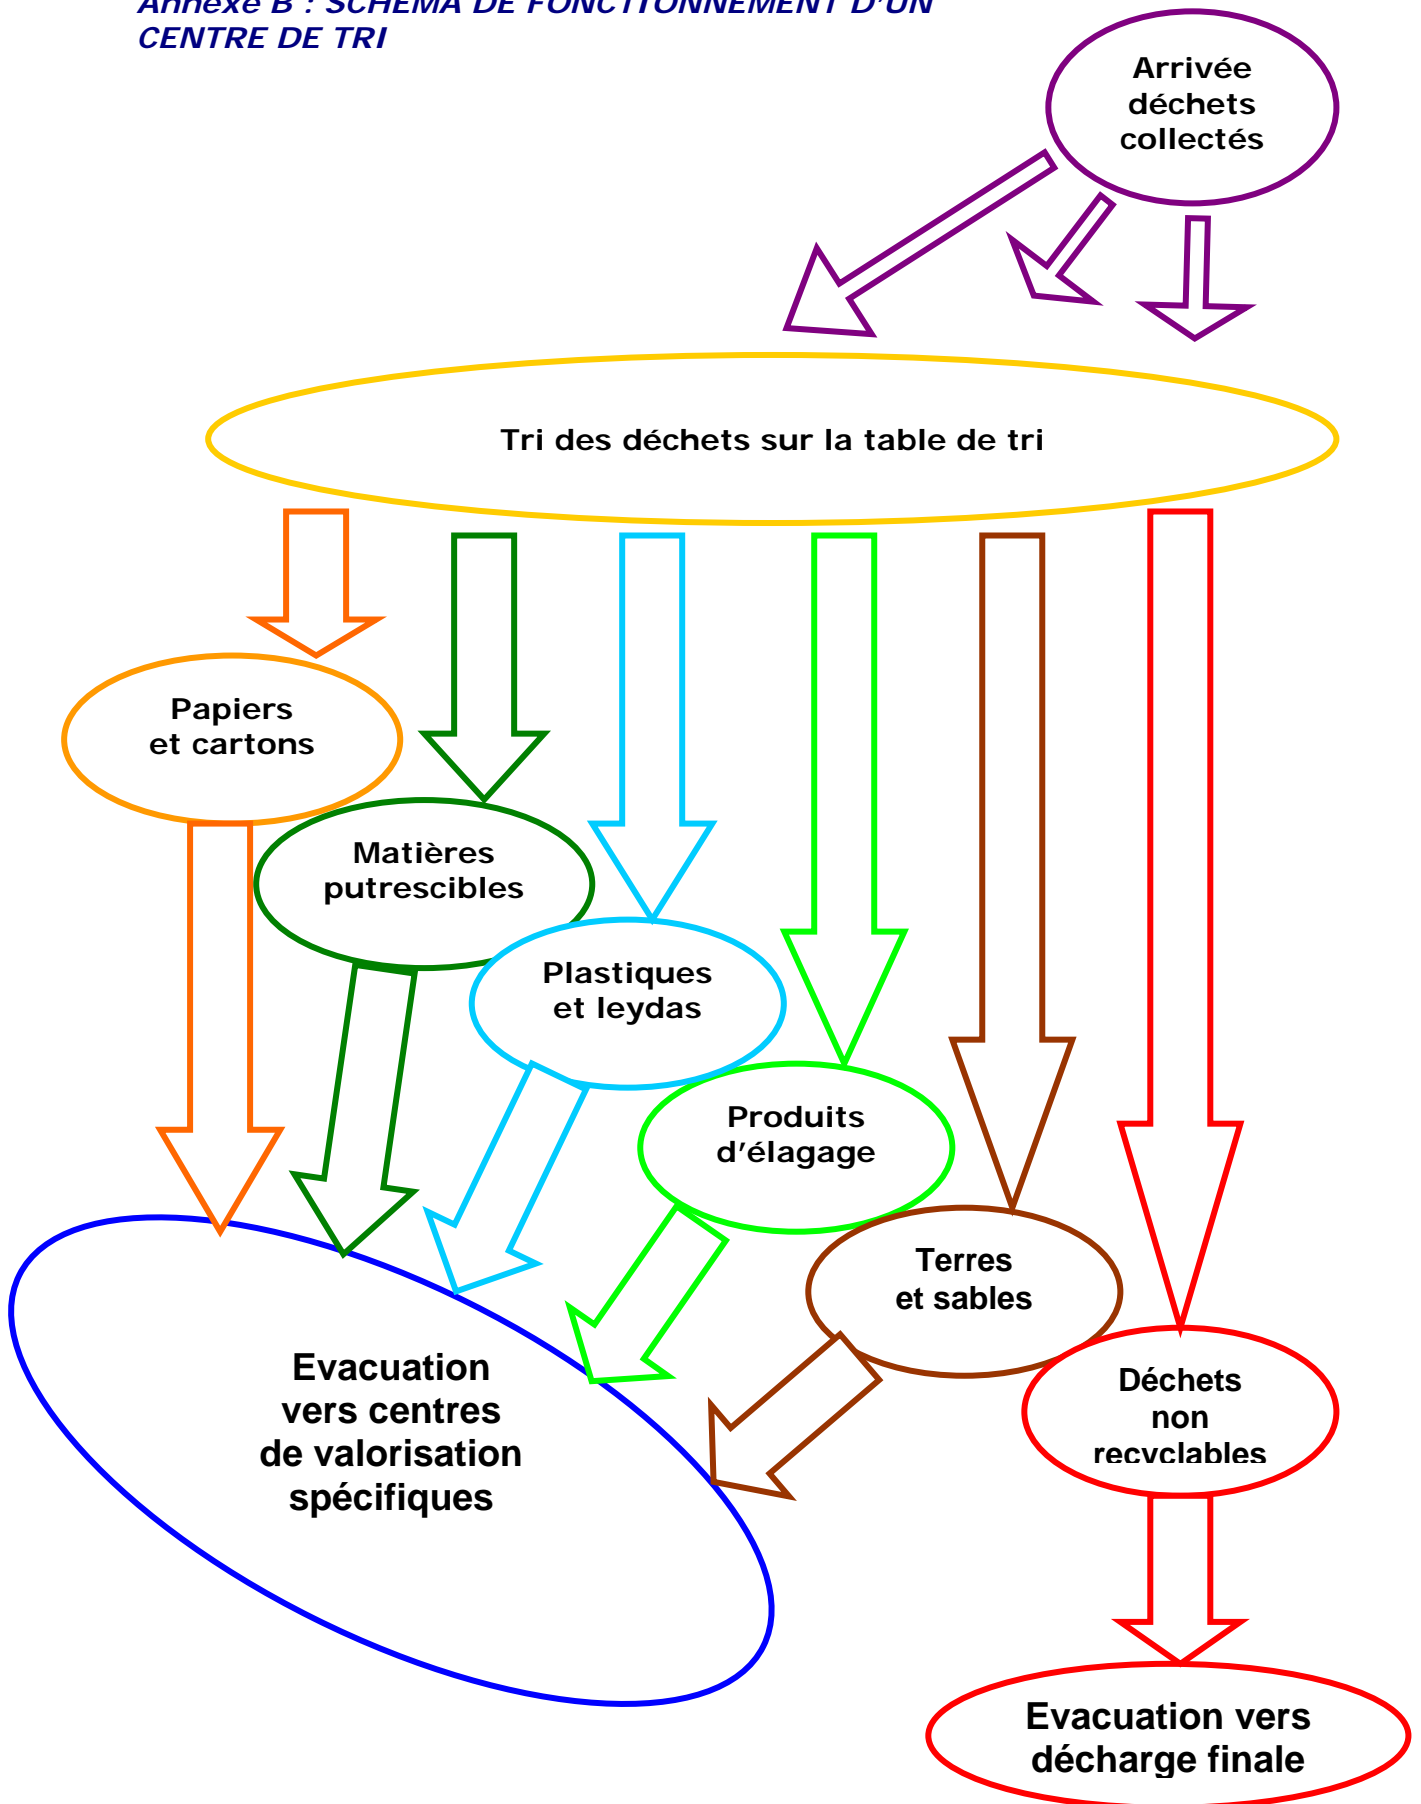 Annexe B : SCHEMA DE FONCTIONNEMENT D'UN
CENTRE DE TRI
Arrivée
déchets
collectés
Tri des déchets sur la table de tri
Papiers
et cartons
Matières
putrescibles
Plastiques
et leydas
Produits
d'élagage
Terres
et sables
Déchets
non
recyclables
Evacuation
vers centres
de valorisation
spécifiques
Evacuation vers
décharge finale